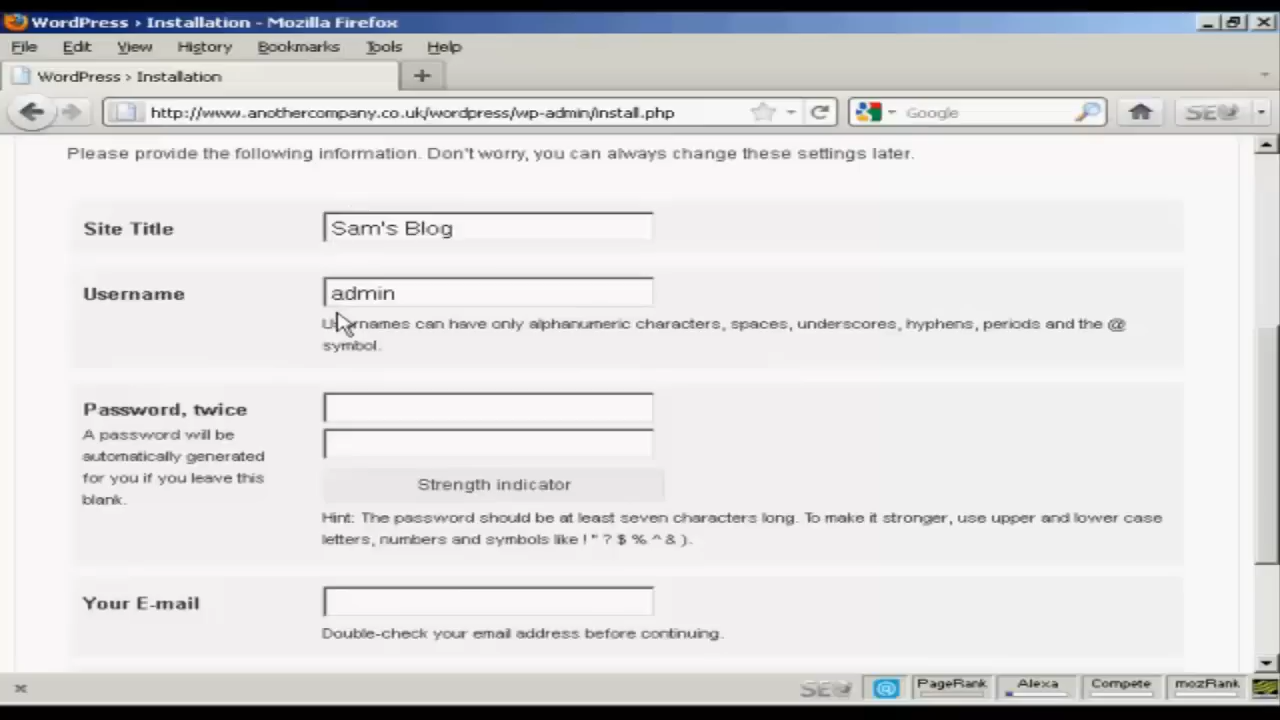 WordPress › Installation - Mozilla Firefox
File Edit View History Bookmarks Tools Help
WordPress › Installation
http://www.anothercompany.co.uk/wordpress/wp-admin/install.php Google
Please provide the following information. Don't worry, you can always change these settings later.
Site Title Sam's Blog
Username admin
Usernames can have only alphanumeric characters, spaces, underscores, hyphens, periods and the @
symbol.
Password, twice
A password will be
automatically generated
for you if you leave this
blank.
Strength indicator
Hint: The password should be at least seven characters long. To make it stronger, use upper and lower case
letters, numbers and symbols like ! " ? $ % ^ & ).
Your E-mail
Double-check your email address before continuing.
PageRank Alexa Compete mozRank